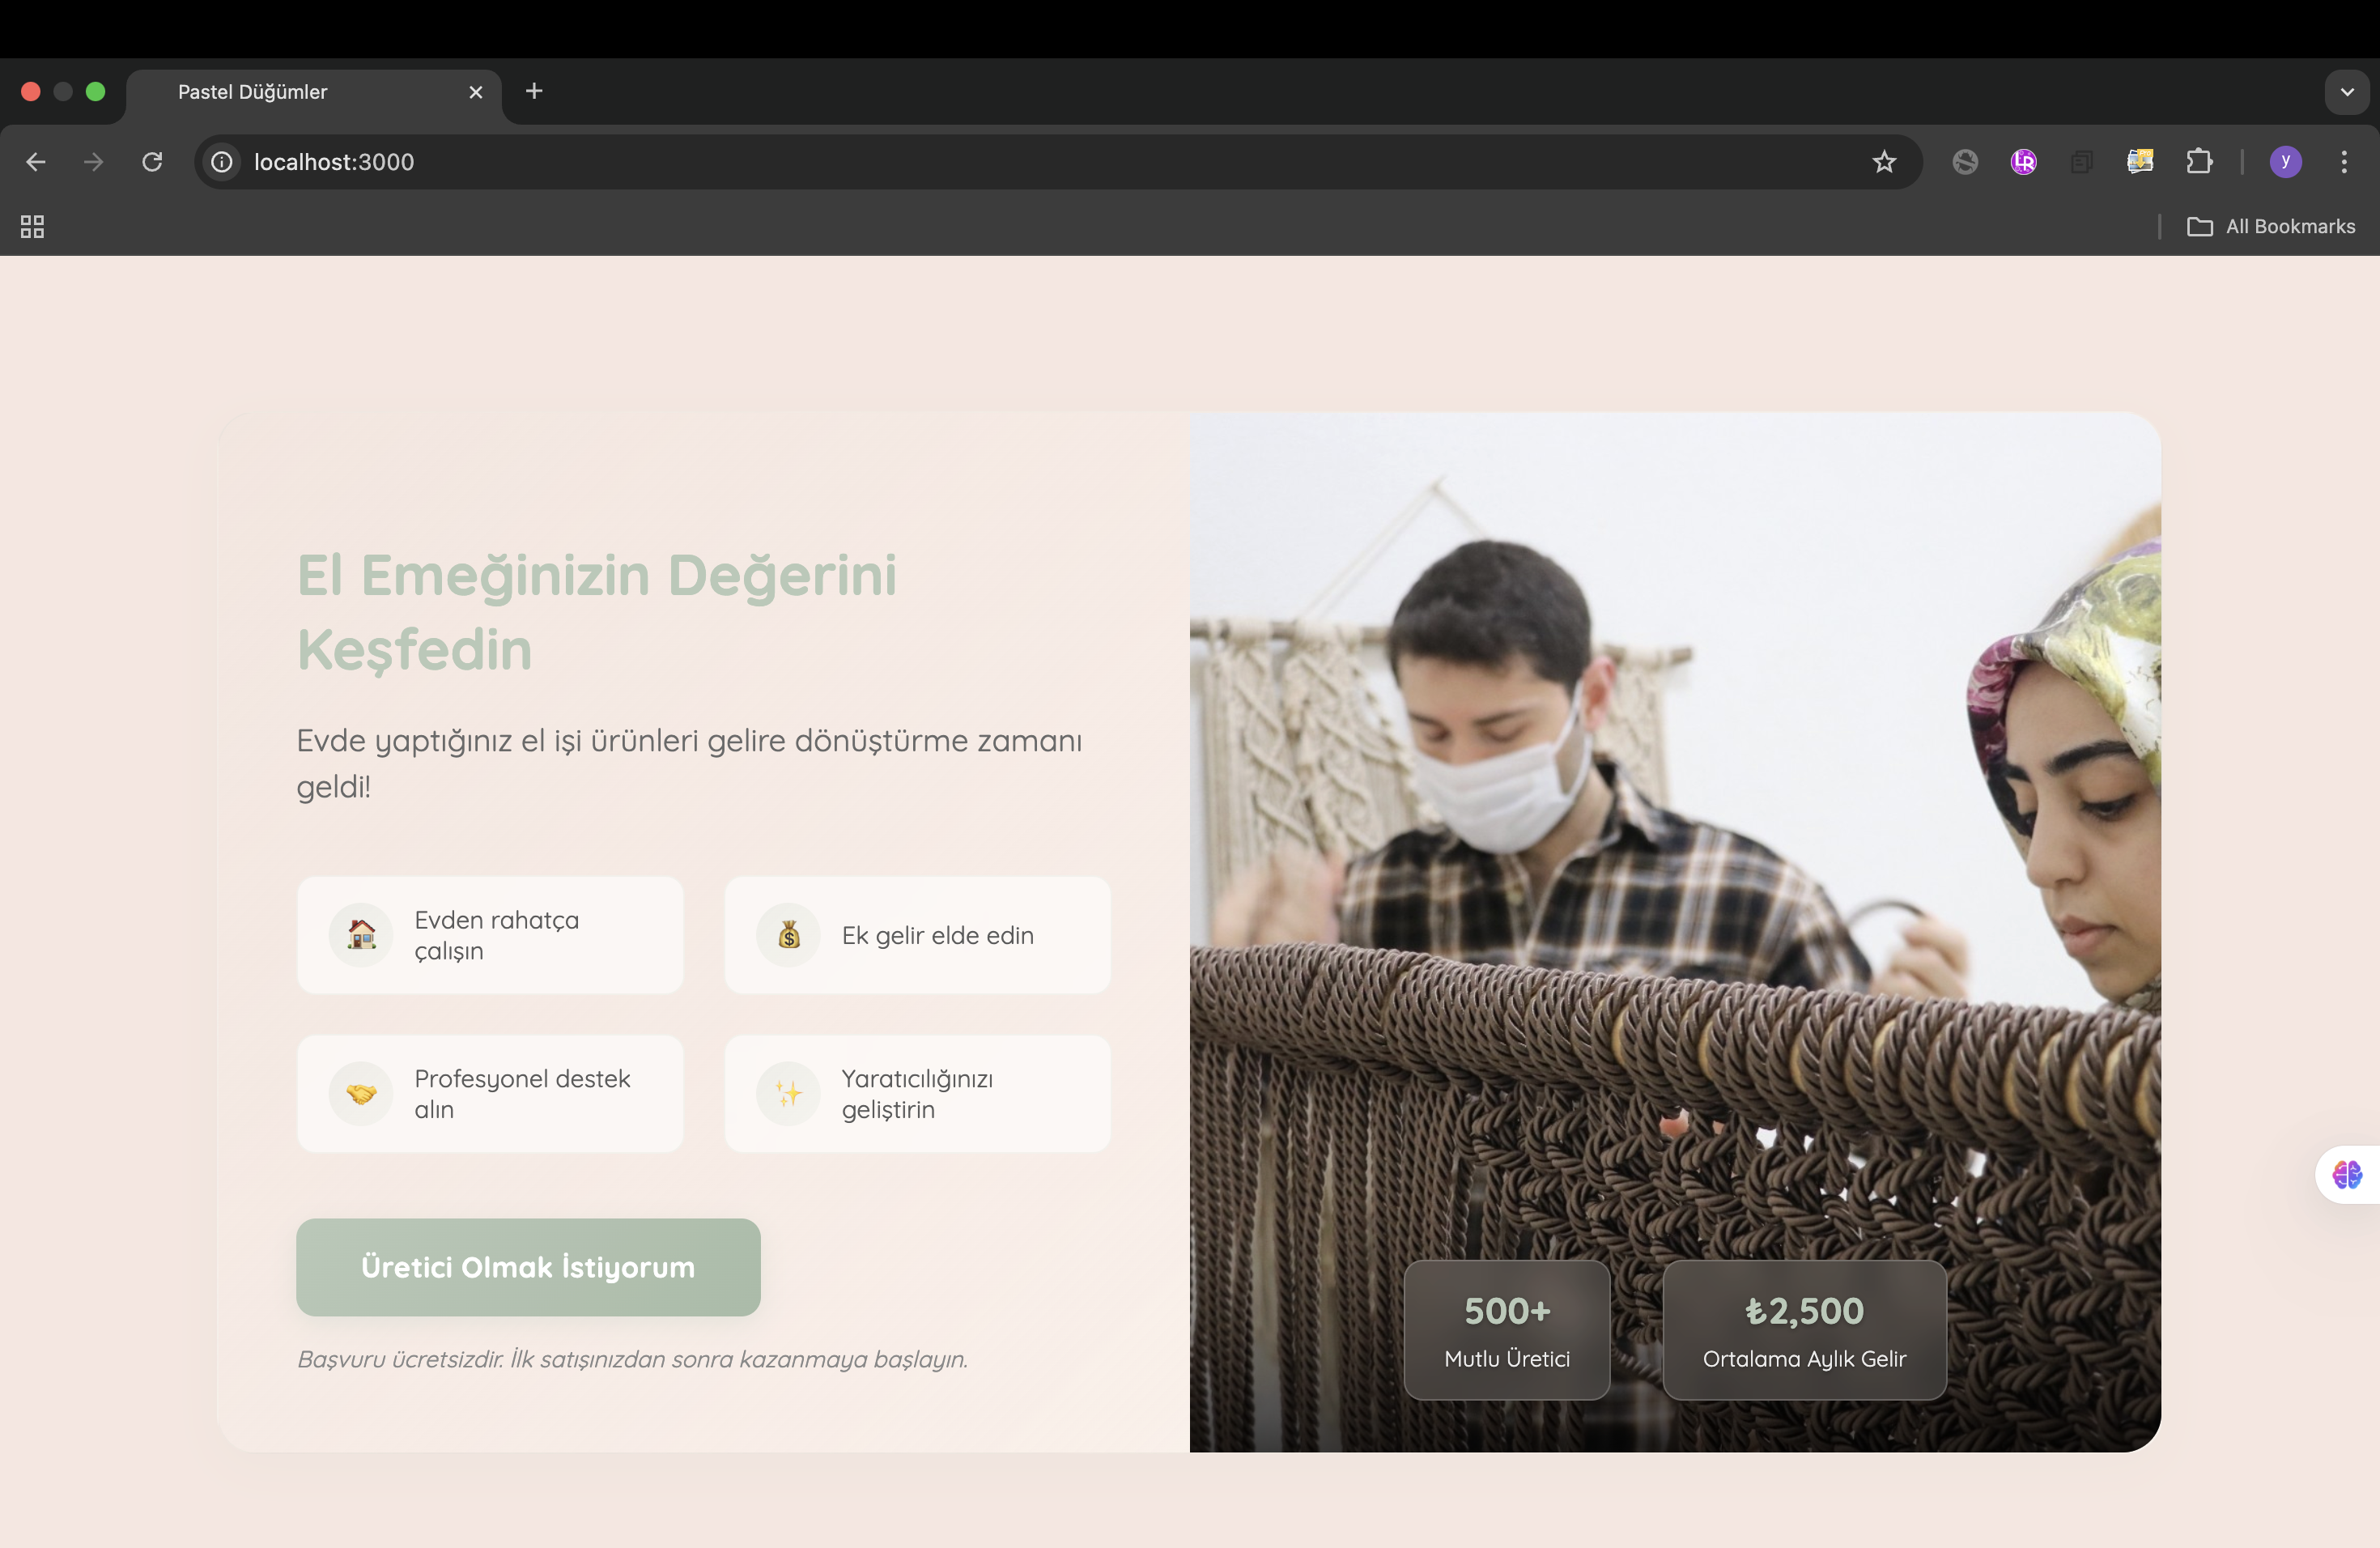 Pastel Düğümler
localhost:3000
y
All Bookmarks
El Emeğinizin Değerini
Keşfedin
Evde yaptığınız el işi ürünleri gelire dönüştürme zamanı
geldi!
Evden rahatça
çalışın
Ek gelir elde edin
Profesyonel destek
alın
Yaratıcılığınızı
geliştirin
Üretici Olmak İstiyorum
Başvuru ücretsizdir. İlk satışınızdan sonra kazanmaya başlayın.
500+
Mutlu Üretici
₺2,500
Ortalama Aylık Gelir